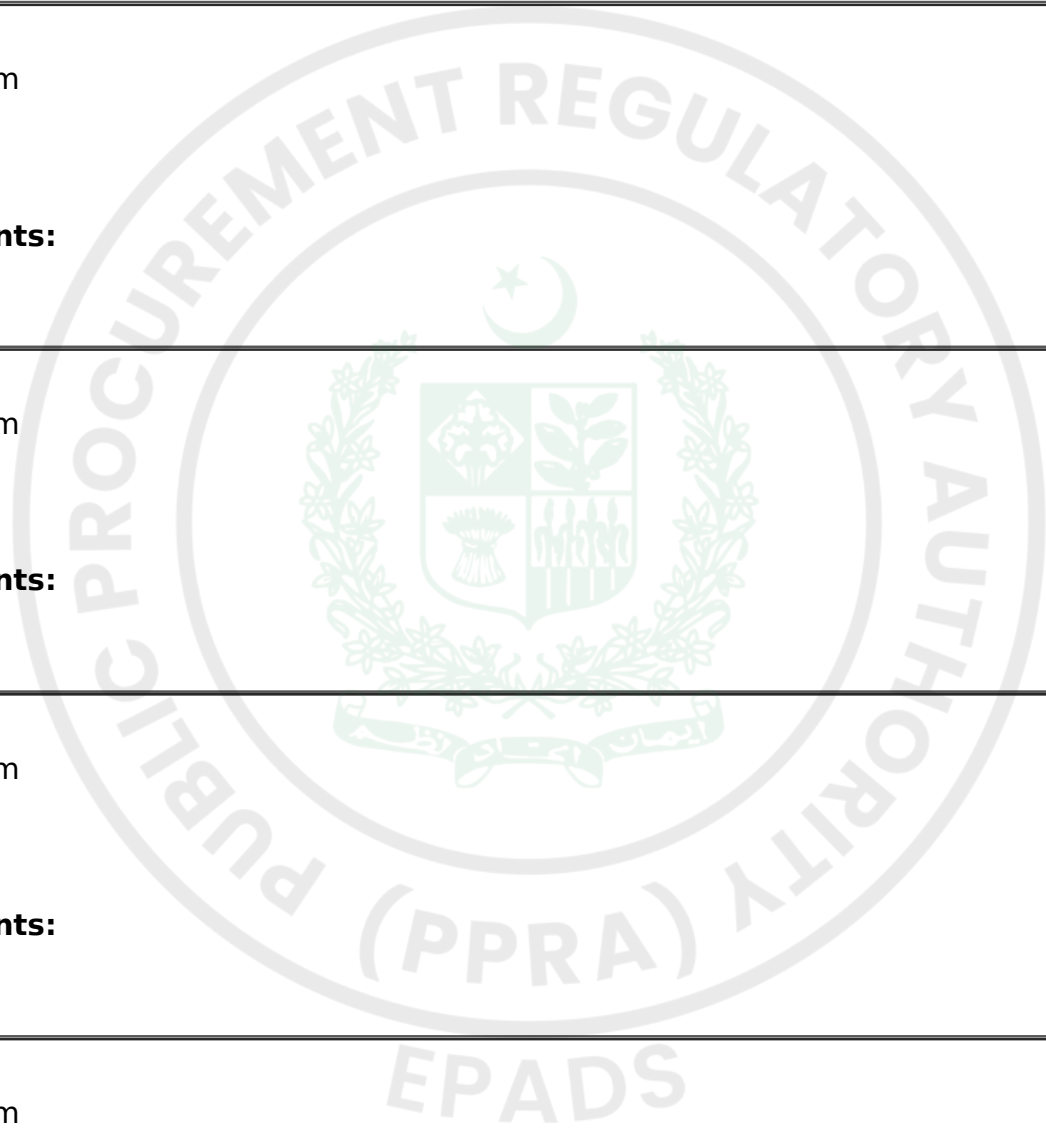 m
nts:
m
nts:
m
nts:
m
PUBLIC PROCUREMENT REGULATORY AUTHORITY
(PPRA)
EPADS